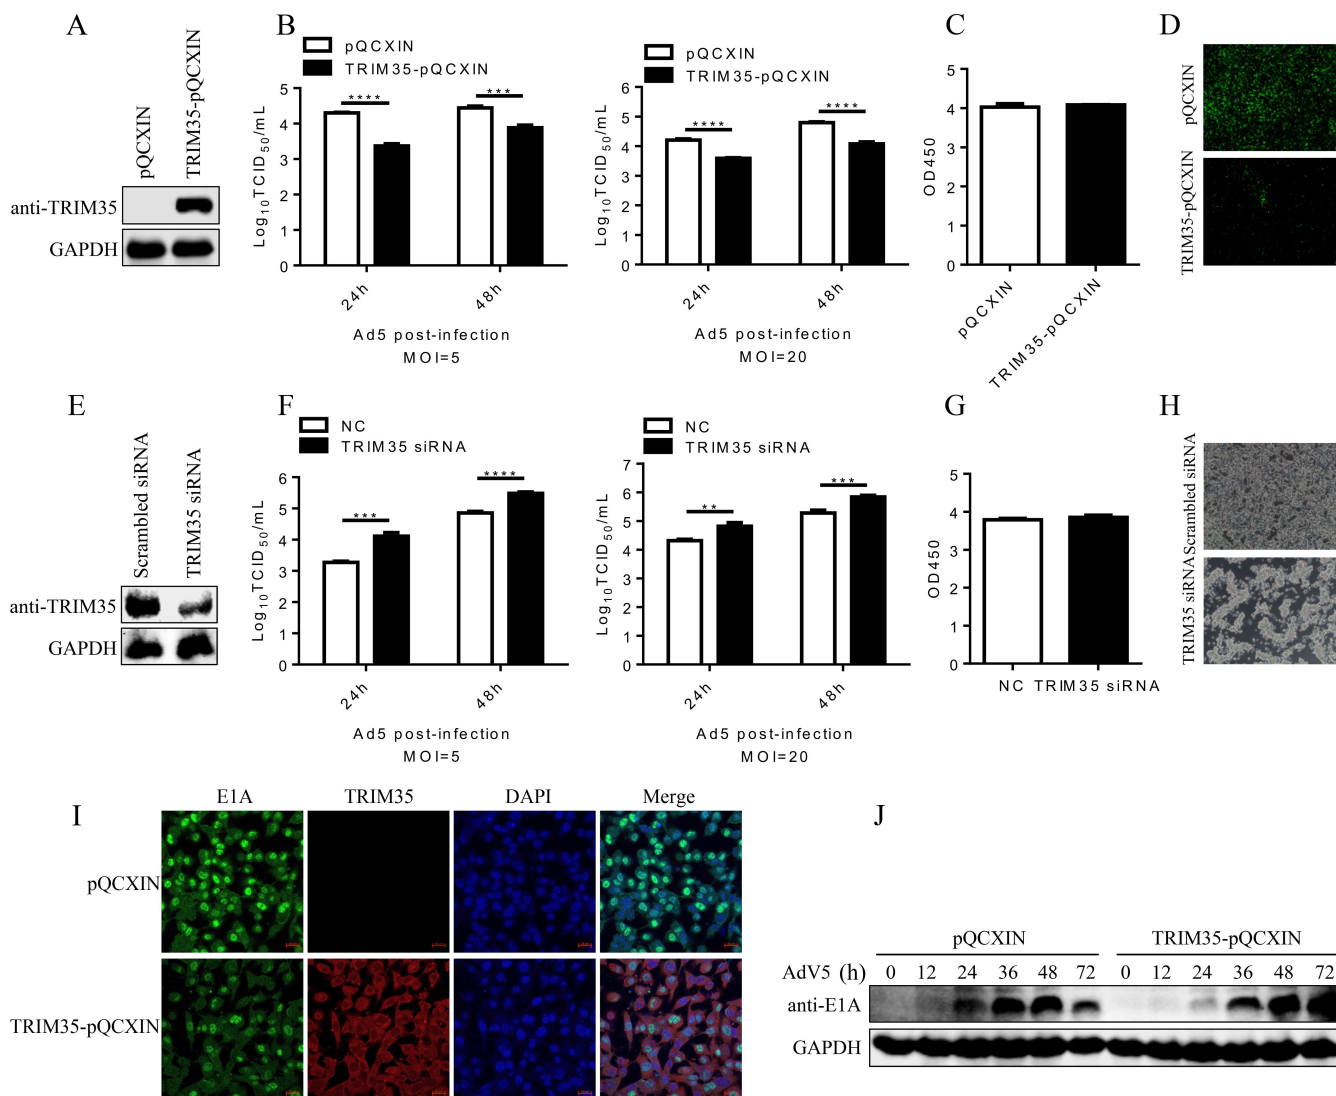 A
pQCXIN
TRIM35-pQCXIN
anti-TRIM35
GAPDH
B
pQCXIN
TRIM35-pQCXIN
Log10TCID50/mL
5
4
3
2
1
0
****
***
24h
48h
Ad5 post-infection
MOI=5
pQCXIN
TRIM35-pQCXIN
Log10TCID50/mL
6
5
4
3
2
1
0
****
****
24h
48h
Ad5 post-infection
MOI=20
C
OD450
5
4
3
2
1
0
pQCXIN
TRIM35-pQCXIN
D
pQCXIN
TRIM35-pQCXIN
E
Scrambled siRNA
TRIM35 siRNA
anti-TRIM35
GAPDH
F
NC
TRIM35 siRNA
Log10TCID50/mL
6
5
4
3
2
1
0
***
****
24h
48h
Ad5 post-infection
MOI=5
NC
TRIM35 siRNA
Log10TCID50/mL
7
6
5
4
3
2
1
0
**
***
24h
48h
Ad5 post-infection
MOI=20
G
OD450
5
4
3
2
1
0
NC TRIM35 siRNA
H
Scrambled siRNA
TRIM35 siRNA
I
E1A TRIM35 DAPI Merge
pQCXIN
TRIM35-pQCXIN
J
pQCXIN TRIM35-pQCXIN
AdV5 (h) 0 12 24 36 48 72 0 12 24 36 48 72
anti-E1A
GAPDH